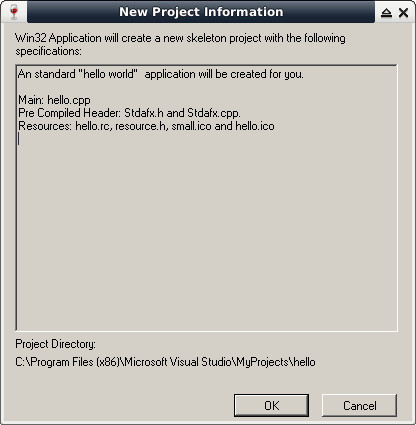 New Project Information
Win32 Application will create a new skeleton project with the following
specifications:
An standard "hello world"  application will be created for you.
Main: hello.cpp
Pre Compiled Header: Stdafx.h and Stdafx.cpp.
Resources: hello.rc, resource.h, small.ico and hello.ico
Project Directory:
C:\Program Files (x86)\Microsoft Visual Studio\MyProjects\hello
OK
Cancel